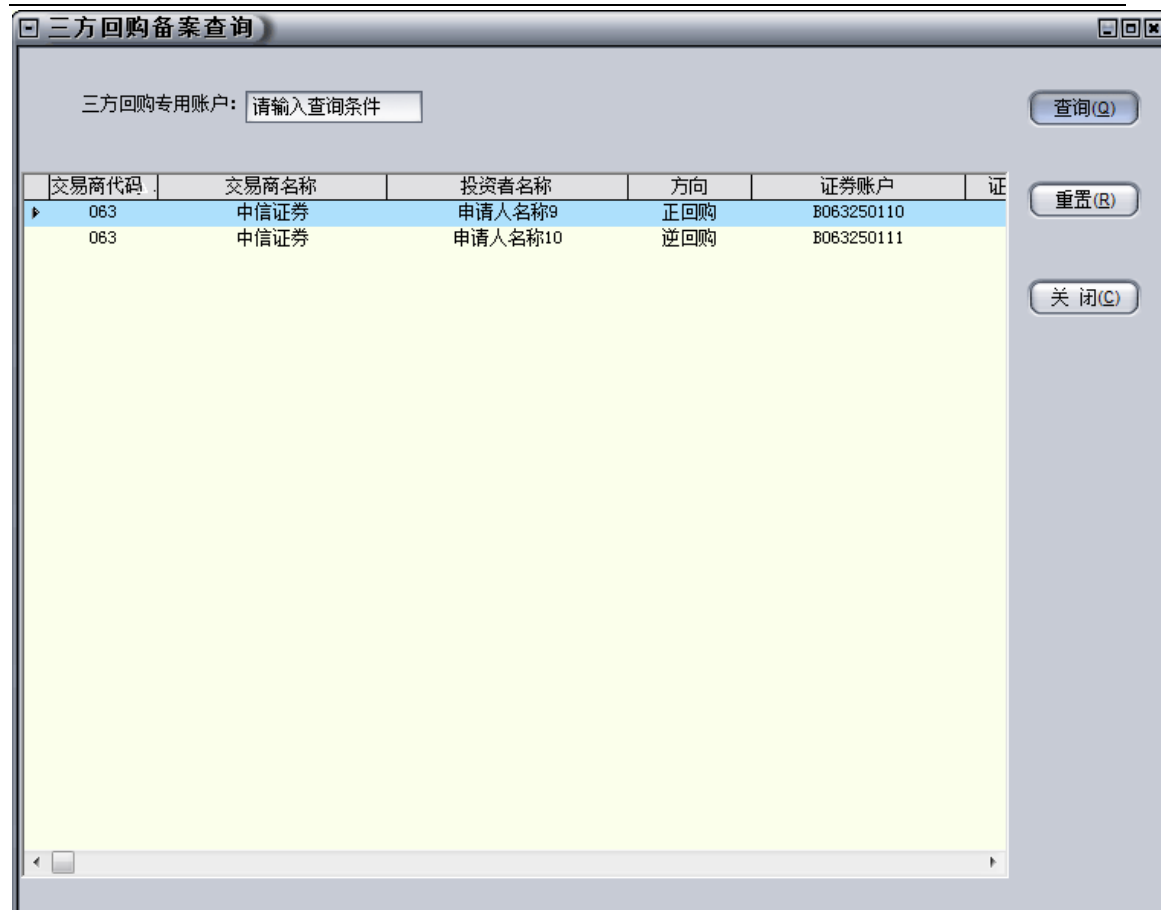 三方回购备案查询
三方回购专用账户: 请输入查询条件 查询(Q)
交易商代码 交易商名称 投资者名称 方向 证券账户 证
重置(R)
063 中信证券 申请人名称9 正回购 B063250110
063 中信证券 申请人名称10 逆回购 B063250111
关 闭(C)